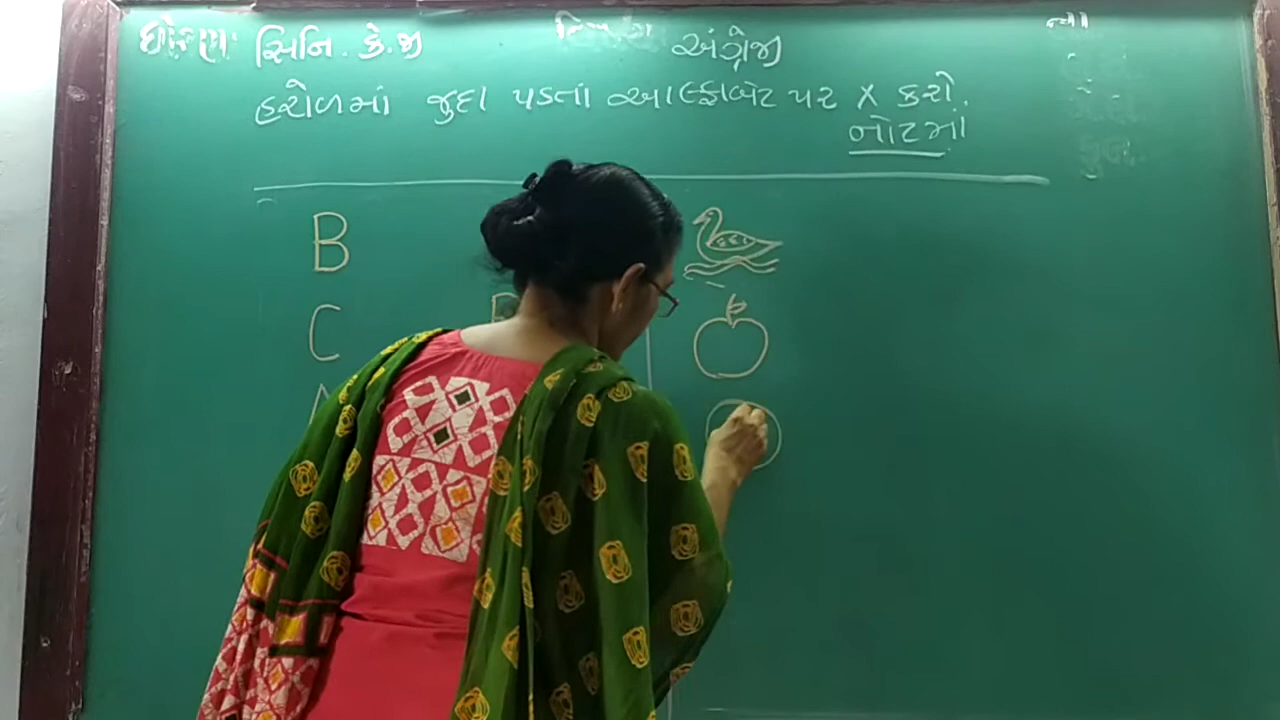 ધોરણ: સિનિ. કે.જી અંગ્રેજી
હરોળમાં જુદા પડતાં આલ્ફાબેટ પર X કરો.
નોટમાં
B
C